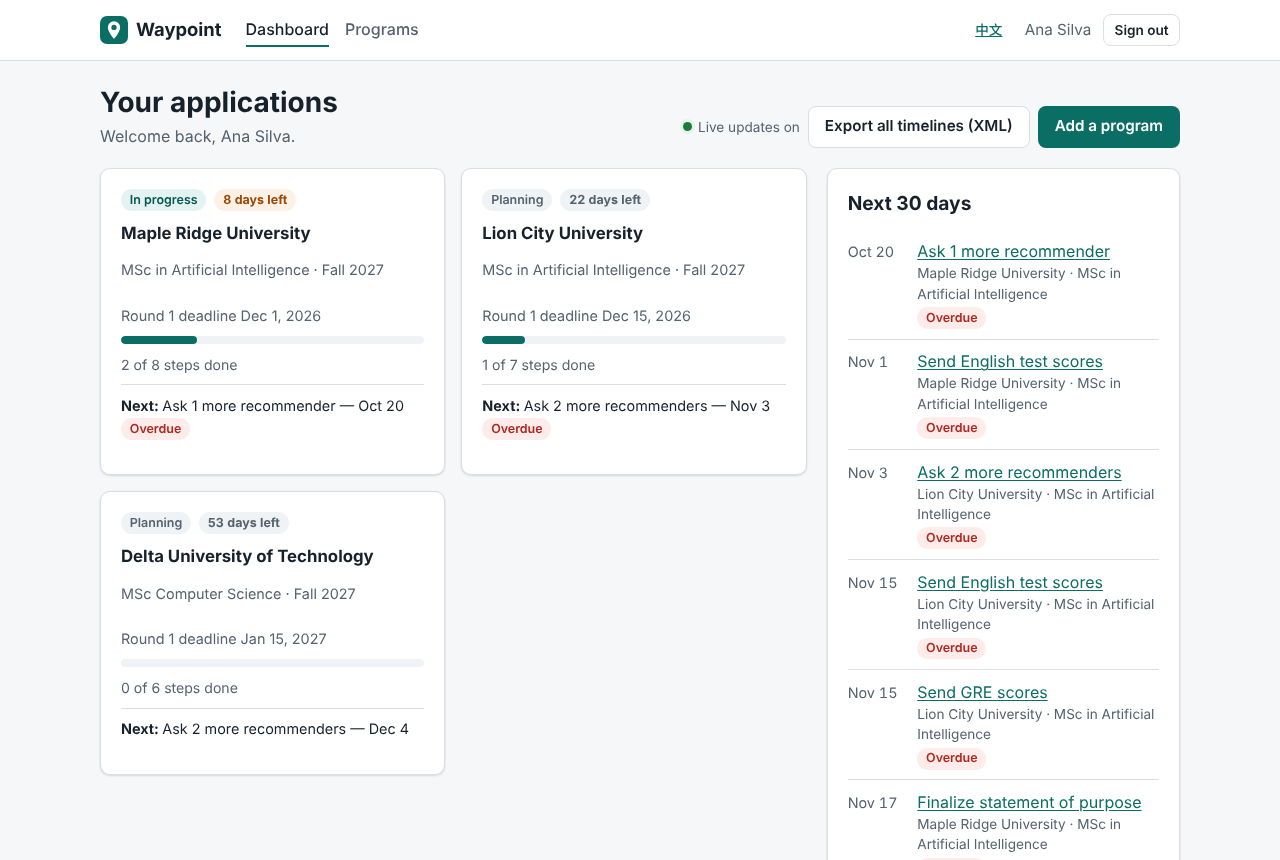 Waypoint
Dashboard
Programs
中文
Ana Silva
Sign out
Your applications
Welcome back, Ana Silva.
Live updates on
Export all timelines (XML)
Add a program
In progress
8 days left
Maple Ridge University
MSc in Artificial Intelligence · Fall 2027
Round 1 deadline Dec 1, 2026
2 of 8 steps done
Next: Ask 1 more recommender — Oct 20
Overdue
Planning
22 days left
Lion City University
MSc in Artificial Intelligence · Fall 2027
Round 1 deadline Dec 15, 2026
1 of 7 steps done
Next: Ask 2 more recommenders — Nov 3
Overdue
Planning
53 days left
Delta University of Technology
MSc Computer Science · Fall 2027
Round 1 deadline Jan 15, 2027
0 of 6 steps done
Next: Ask 2 more recommenders — Dec 4
Next 30 days
Oct 20
Ask 1 more recommender
Maple Ridge University · MSc in
Artificial Intelligence
Overdue
Nov 1
Send English test scores
Maple Ridge University · MSc in
Artificial Intelligence
Overdue
Nov 3
Ask 2 more recommenders
Lion City University · MSc in Artificial
Intelligence
Overdue
Nov 15
Send English test scores
Lion City University · MSc in Artificial
Intelligence
Overdue
Nov 15
Send GRE scores
Lion City University · MSc in Artificial
Intelligence
Overdue
Nov 17
Finalize statement of purpose
Maple Ridge University · MSc in
Artificial Intelligence